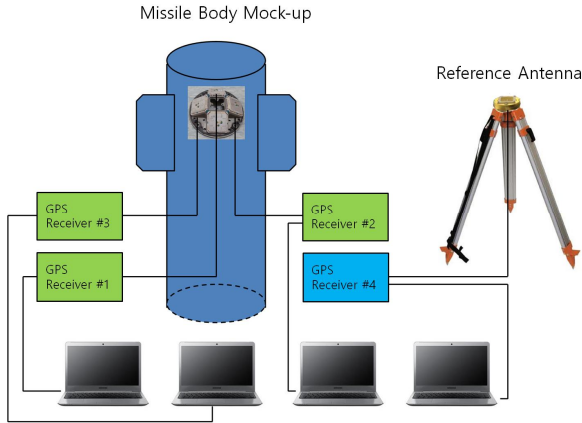 Missile Body Mock-up
Reference Antenna
GPS
Receiver #3
GPS
Receiver #2
GPS
Receiver #1
GPS
Receiver #4